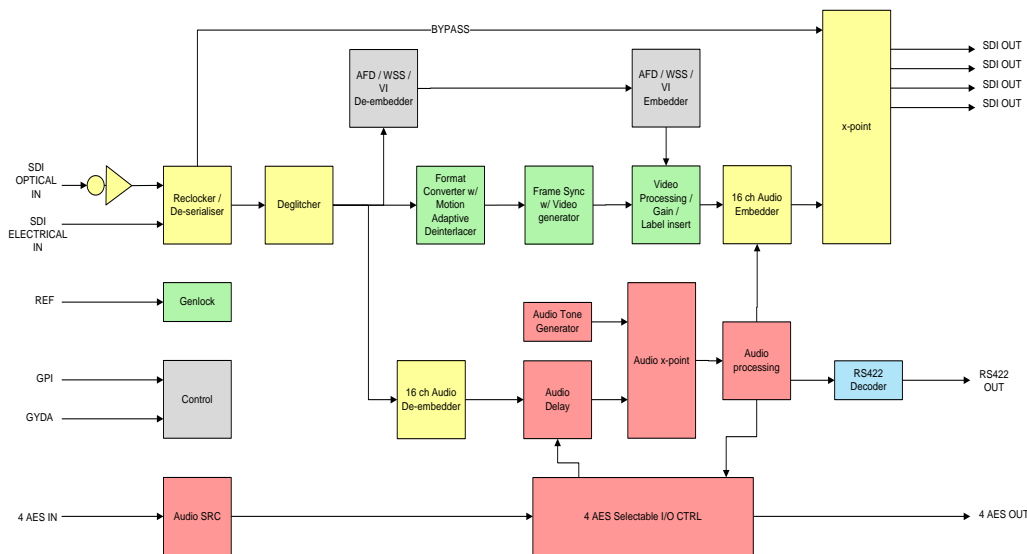 BYPASS
SDI OUT
SDI OUT
SDI OUT
SDI OUT
AFD / WSS /
VI
De-embedder
AFD / WSS /
VI
Embedder
x-point
SDI
OPTICAL
IN
SDI
ELECTRICAL
IN
Reclocker /
De-serialiser
Deglitcher
Format
Converter w/
Motion
Adaptive
Deinterlacer
Frame Sync
w/ Video
generator
Video
Processing /
Gain /
Label insert
16 ch Audio
Embedder
REF
Genlock
Audio Tone
Generator
Audio x-point
Audio
processing
RS422
Decoder
RS422
OUT
GPI
GYDA
Control
16 ch Audio
De-embedder
Audio
Delay
4 AES IN
Audio SRC
4 AES Selectable I/O CTRL
4 AES OUT